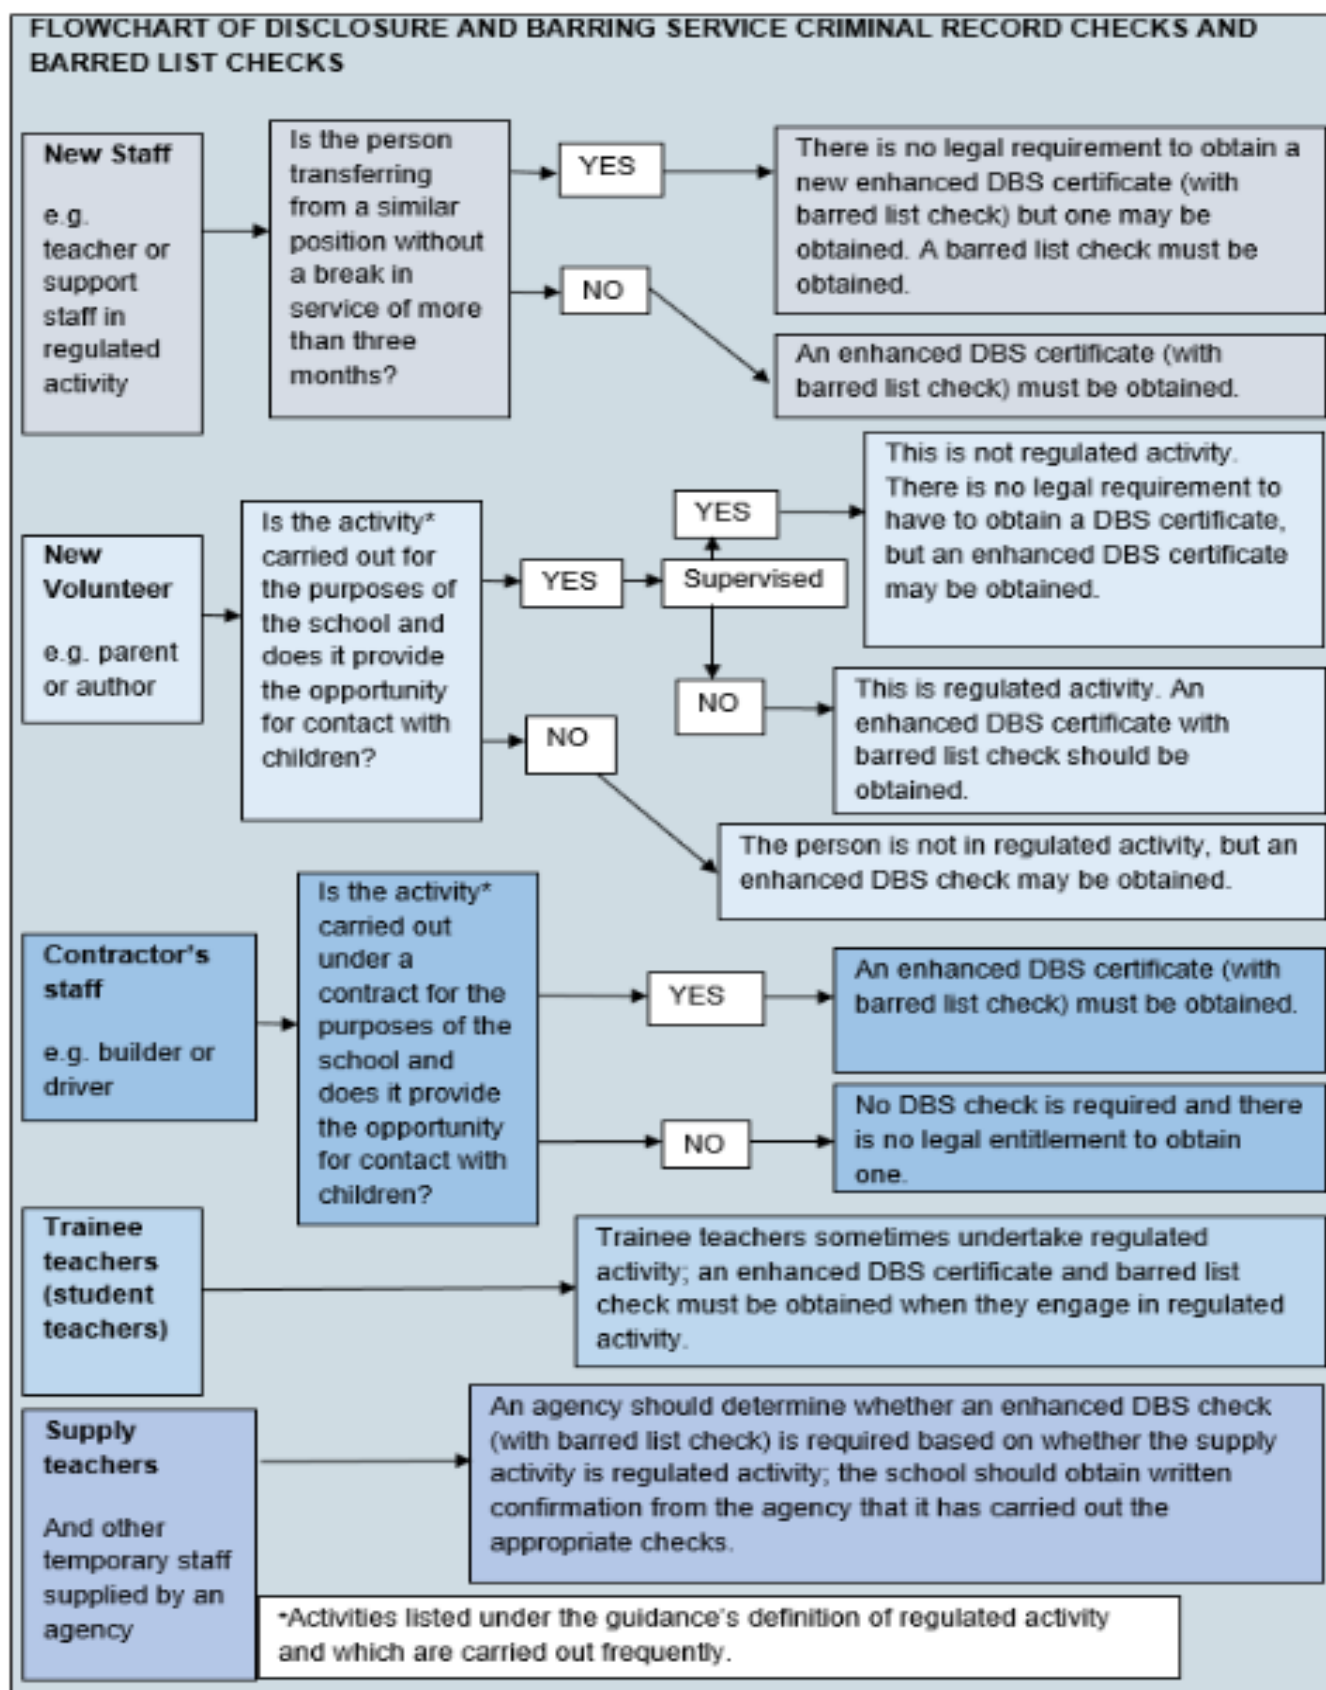 FLOWCHART OF DISCLOSURE AND BARRING SERVICE CRIMINAL RECORD CHECKS AND
BARRED LIST CHECKS
New Staff
e.g.
teacher or
support
staff in
regulated
activity
Is the person
transferring
from a similar
position without
a break in
service of more
than three
months?
YES
There is no legal requirement to obtain a
new enhanced DBS certificate (with
barred list check) but one may be
obtained. A barred list check must be
obtained.
NO
An enhanced DBS certificate (with
barred list check) must be obtained.
New
Volunteer
e.g. parent
or author
Is the activity*
carried out for
the purposes of
the school and
does it provide
the opportunity
for contact with
children?
YES
Supervised
YES
This is not regulated activity.
There is no legal requirement to
have to obtain a DBS certificate,
but an enhanced DBS certificate
may be obtained.
NO
This is regulated activity. An
enhanced DBS certificate with
barred list check should be
obtained.
NO
The person is not in regulated activity, but an
enhanced DBS check may be obtained.
Contractor's
staff
e.g. builder or
driver
Is the activity*
carried out
under a
contract for the
purposes of the
school and
does it provide
the opportunity
for contact with
children?
YES
An enhanced DBS certificate (with
barred list check) must be obtained.
NO
No DBS check is required and there
is no legal entitlement to obtain
one.
Trainee
teachers
(student
teachers)
Trainee teachers sometimes undertake regulated
activity; an enhanced DBS certificate and barred list
check must be obtained when they engage in regulated
activity.
Supply
teachers
And other
temporary staff
supplied by an
agency
An agency should determine whether an enhanced DBS check
(with barred list check) is required based on whether the supply
activity is regulated activity; the school should obtain written
confirmation from the agency that it has carried out the
appropriate checks.
*Activities listed under the guidance's definition of regulated activity
and which are carried out frequently.